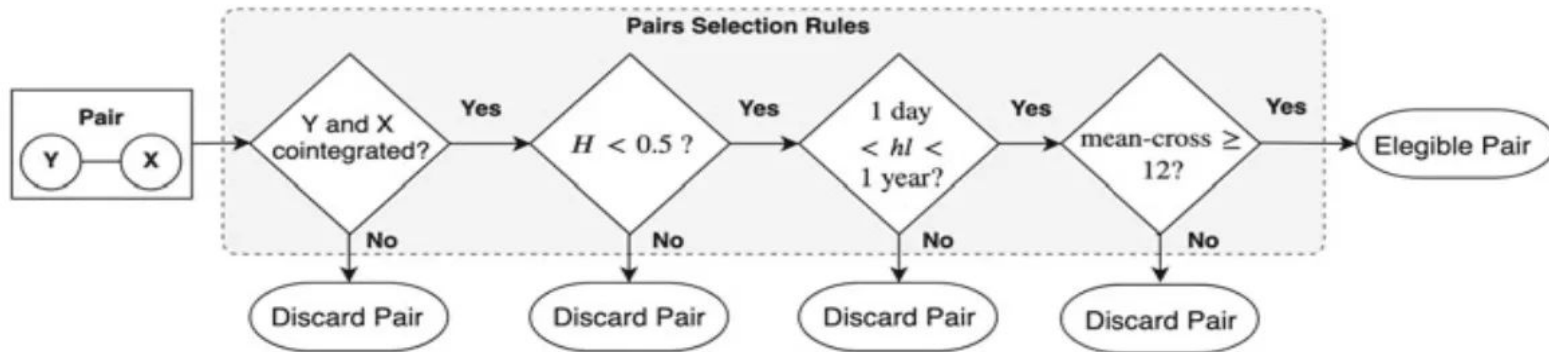 Pairs Selection Rules
Pair
Y
X
Y and X
cointegrated?
Yes
H < 0.5 ?
Yes
1 day
< hl <
1 year?
Yes
mean-cross ≥
12?
Yes
Elegible Pair
No
No
No
No
Discard Pair
Discard Pair
Discard Pair
Discard Pair